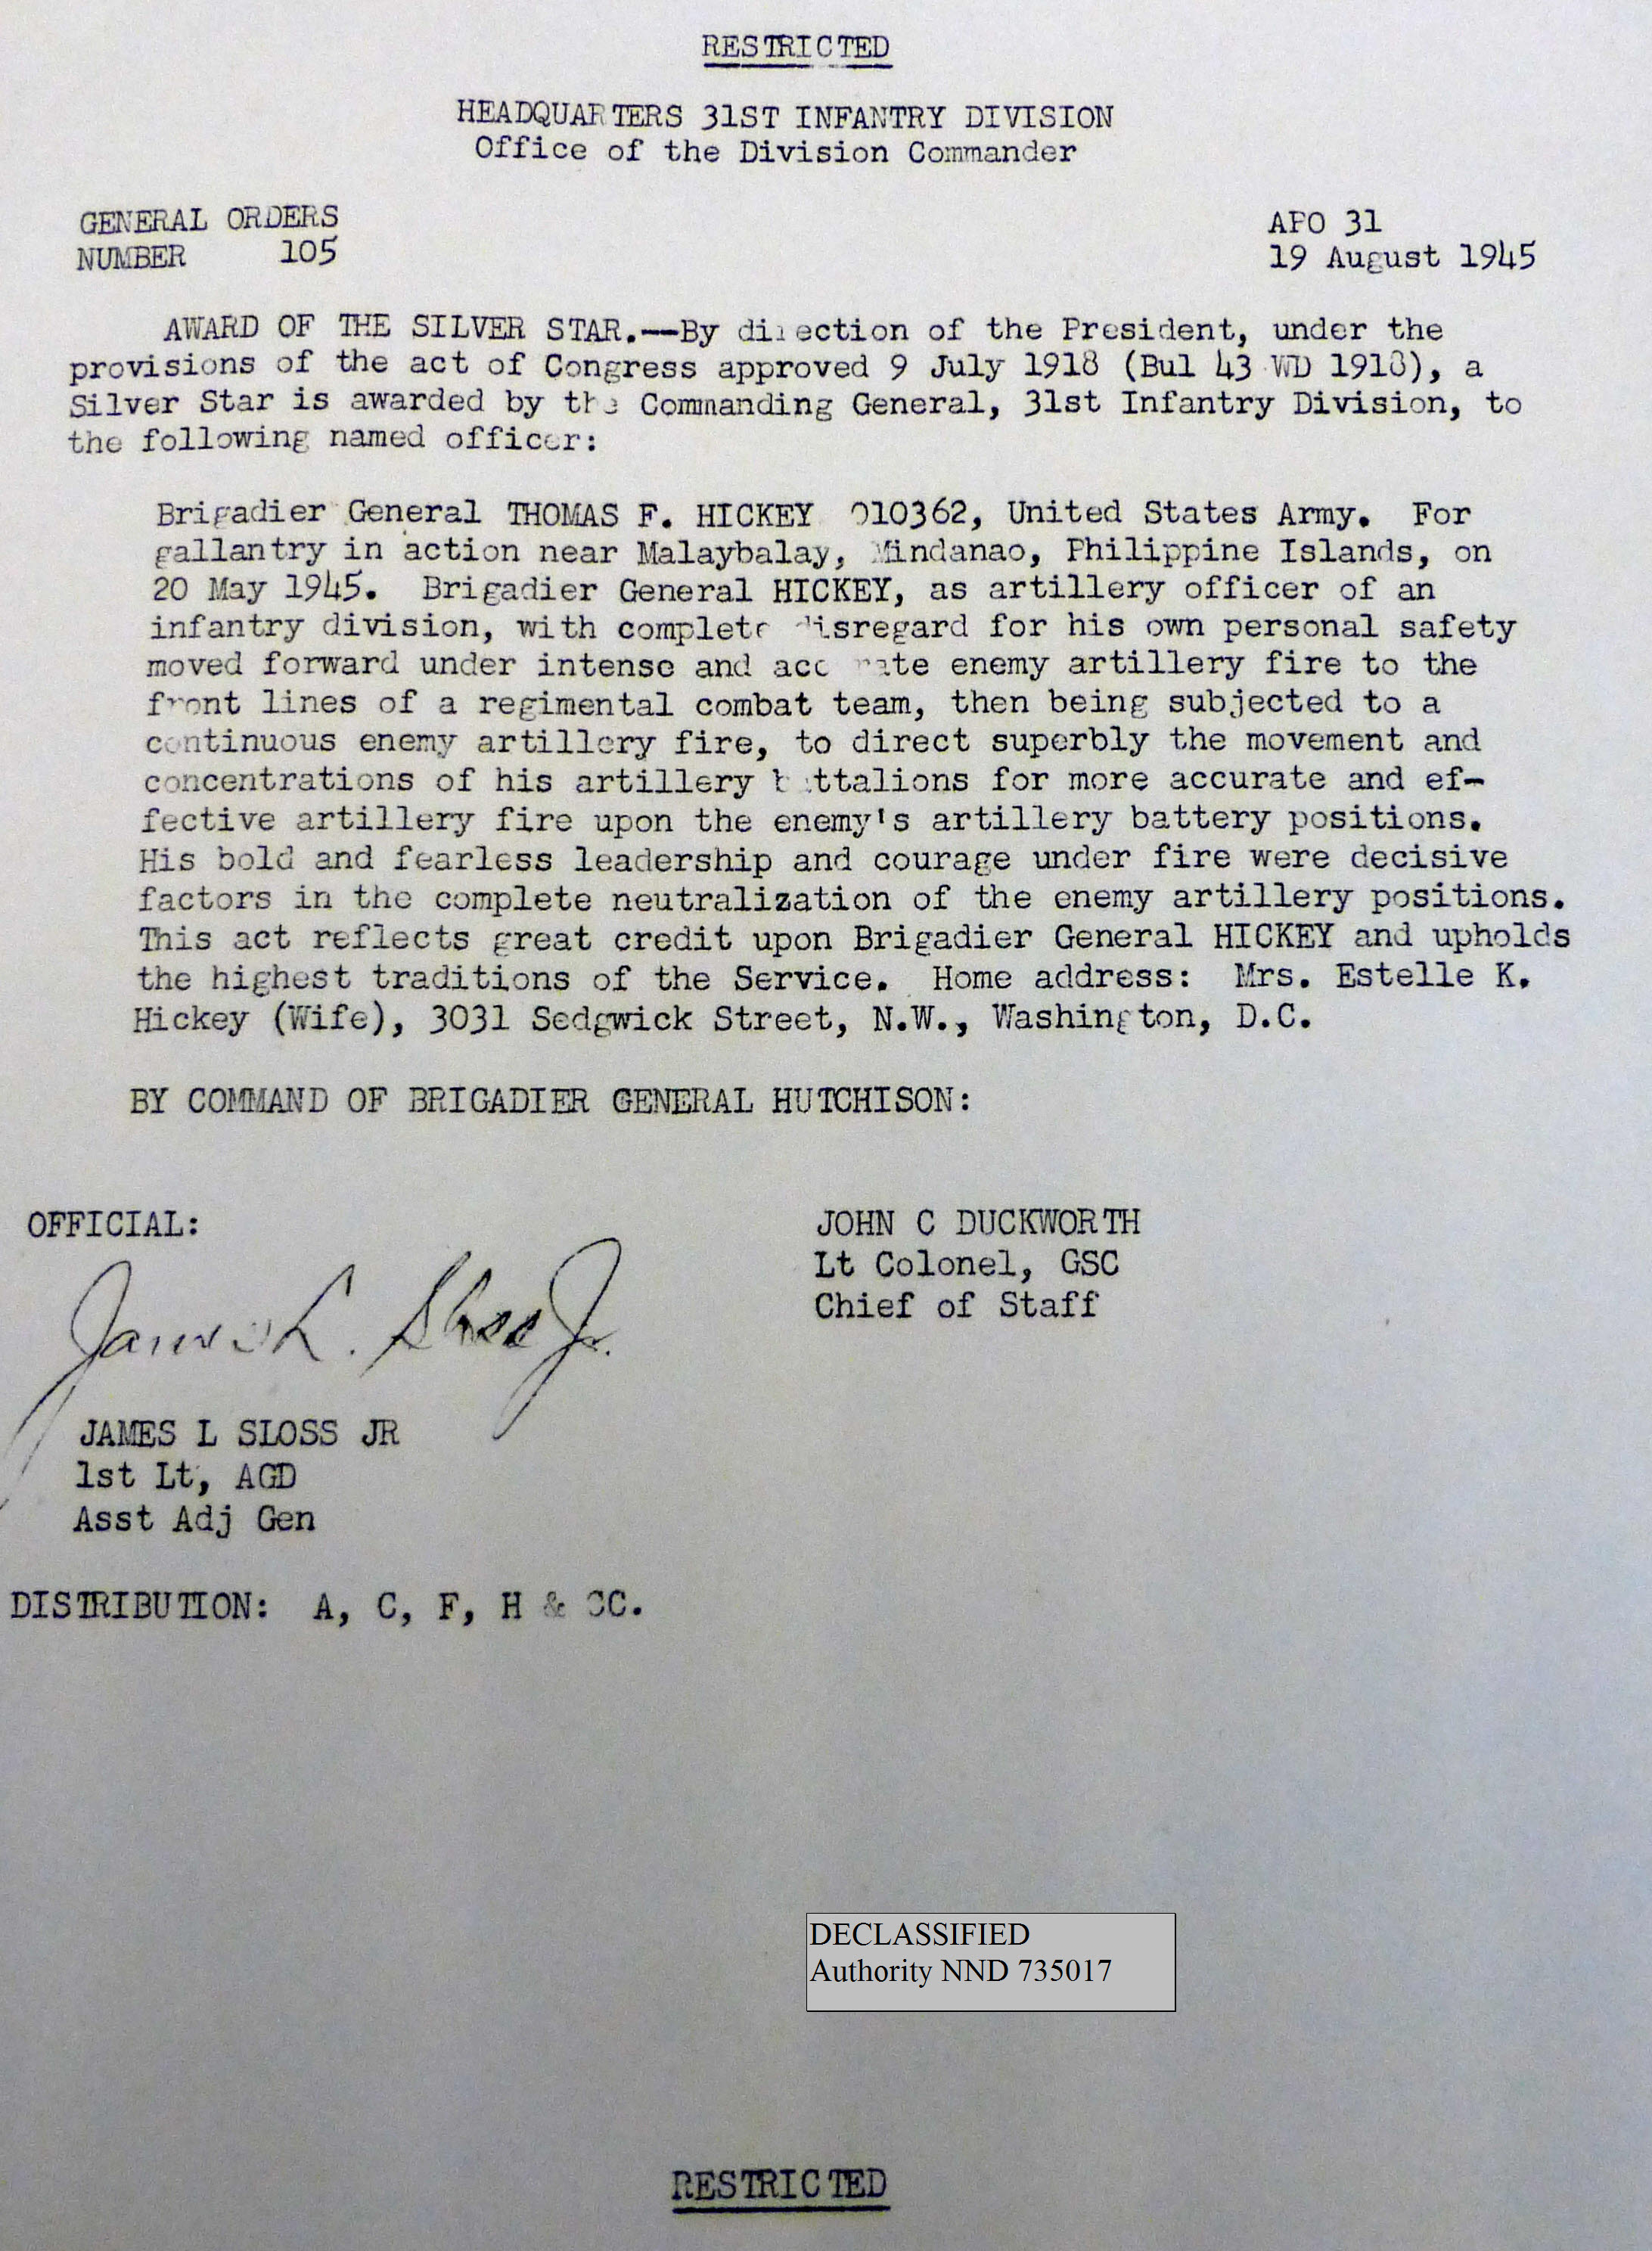 RESTRICTED
HEADQUARTERS 31ST INFANTRY DIVISION
Office of the Division Commander
GENERAL ORDERS
NUMBER 105
APO 31
19 August 1945
AWARD OF THE SILVER STAR.--By direction of the President, under the
provisions of the act of Congress approved 9 July 1918 (Bul 43 WD 1918), a
Silver Star is awarded by the Commanding General, 31st Infantry Division, to
the following named officer:
Brigadier General THOMAS F. HICKEY O10362, United States Army. For
gallantry in action near Malaybalay, Mindanao, Philippine Islands, on
20 May 1945. Brigadier General HICKEY, as artillery officer of an
infantry division, with complete disregard for his own personal safety
moved forward under intense and accurate enemy artillery fire to the
front lines of a regimental combat team, then being subjected to a
continuous enemy artillery fire, to direct superbly the movement and
concentrations of his artillery battalions for more accurate and ef-
fective artillery fire upon the enemy's artillery battery positions.
His bold and fearless leadership and courage under fire were decisive
factors in the complete neutralization of the enemy artillery positions.
This act reflects great credit upon Brigadier General HICKEY and upholds
the highest traditions of the Service. Home address: Mrs. Estelle K.
Hickey (Wife), 3031 Sedgwick Street, N.W., Washington, D.C.
BY COMMAND OF BRIGADIER GENERAL HUTCHISON:
OFFICIAL:
James L. Sloss Jr.
JAMES L SLOSS JR
1st Lt, AGD
Asst Adj Gen
JOHN C DUCKWORTH
Lt Colonel, GSC
Chief of Staff
DISTRIBUTION: A, C, F, H & CC.
DECLASSIFIED
Authority NND 735017
RESTRICTED